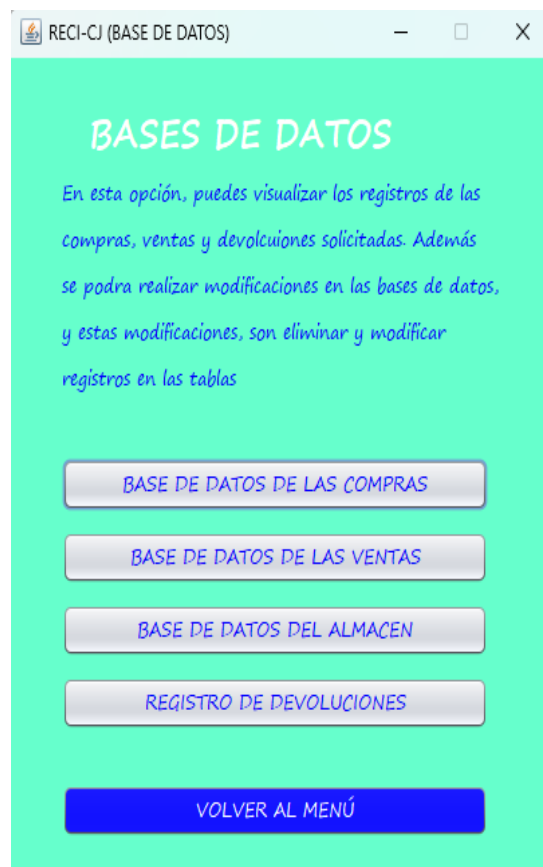 RECI-CJ (BASE DE DATOS)
BASES DE DATOS
En esta opción, puedes visualizar los registros de las
compras, ventas y devolcuiones solicitadas. Además
se podra realizar modificaciones en las bases de datos,
y estas modificaciones, son eliminar y modificar
registros en las tablas
BASE DE DATOS DE LAS COMPRAS
BASE DE DATOS DE LAS VENTAS
BASE DE DATOS DEL ALMACEN
REGISTRO DE DEVOLUCIONES
VOLVER AL MENÚ